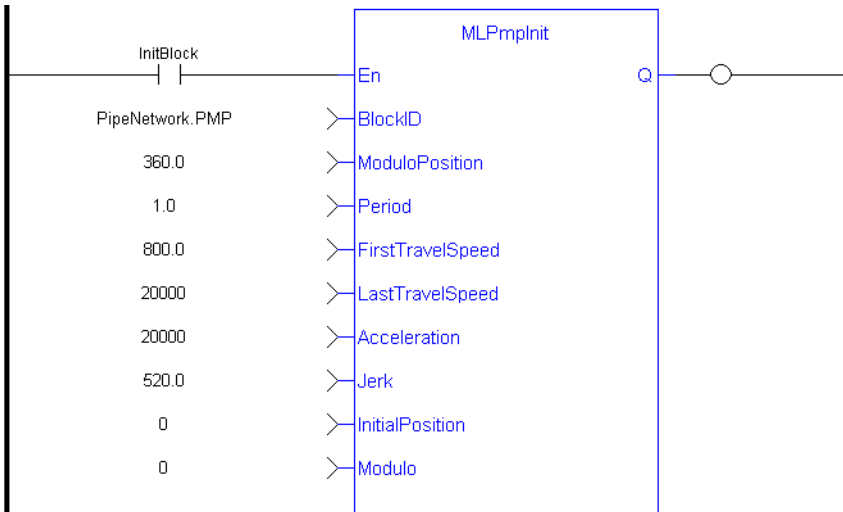 MLPmpInit
InitBlock
En Q
PipeNetwork.PMP BlockID
360.0 ModuloPosition
1.0 Period
800.0 FirstTravelSpeed
20000 LastTravelSpeed
20000 Acceleration
520.0 Jerk
0 InitialPosition
0 Modulo